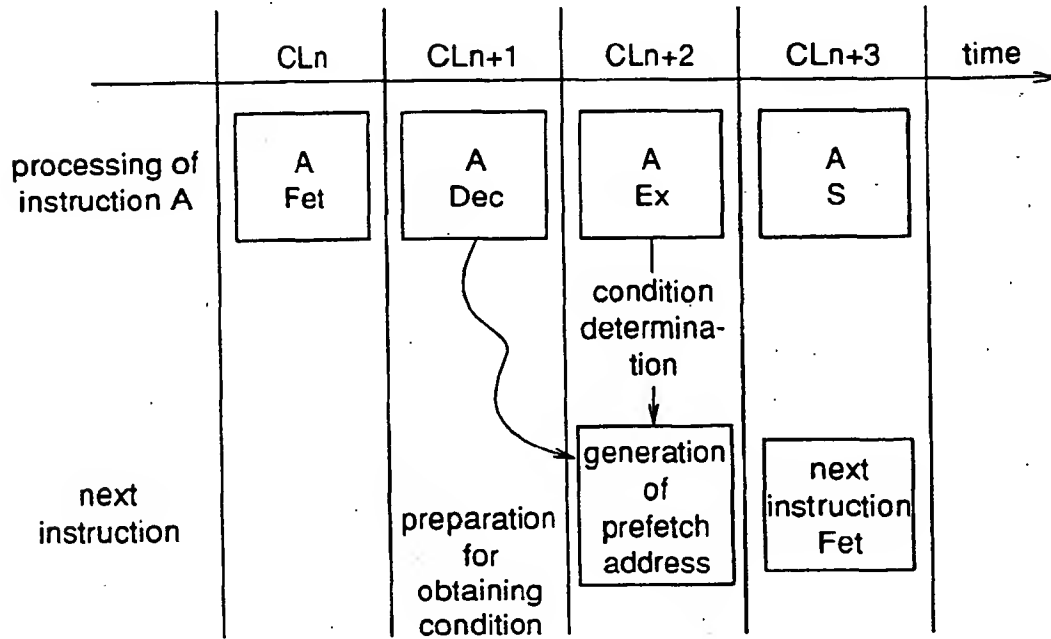 CLn CLn+1 CLn+2 CLn+3 time
processing of
instruction A
A
Fet
A
Dec
A
Ex
A
S
condition
determina-
tion
next
instruction
preparation
for
obtaining
condition
generation
of
prefetch
address
next
instruction
Fet